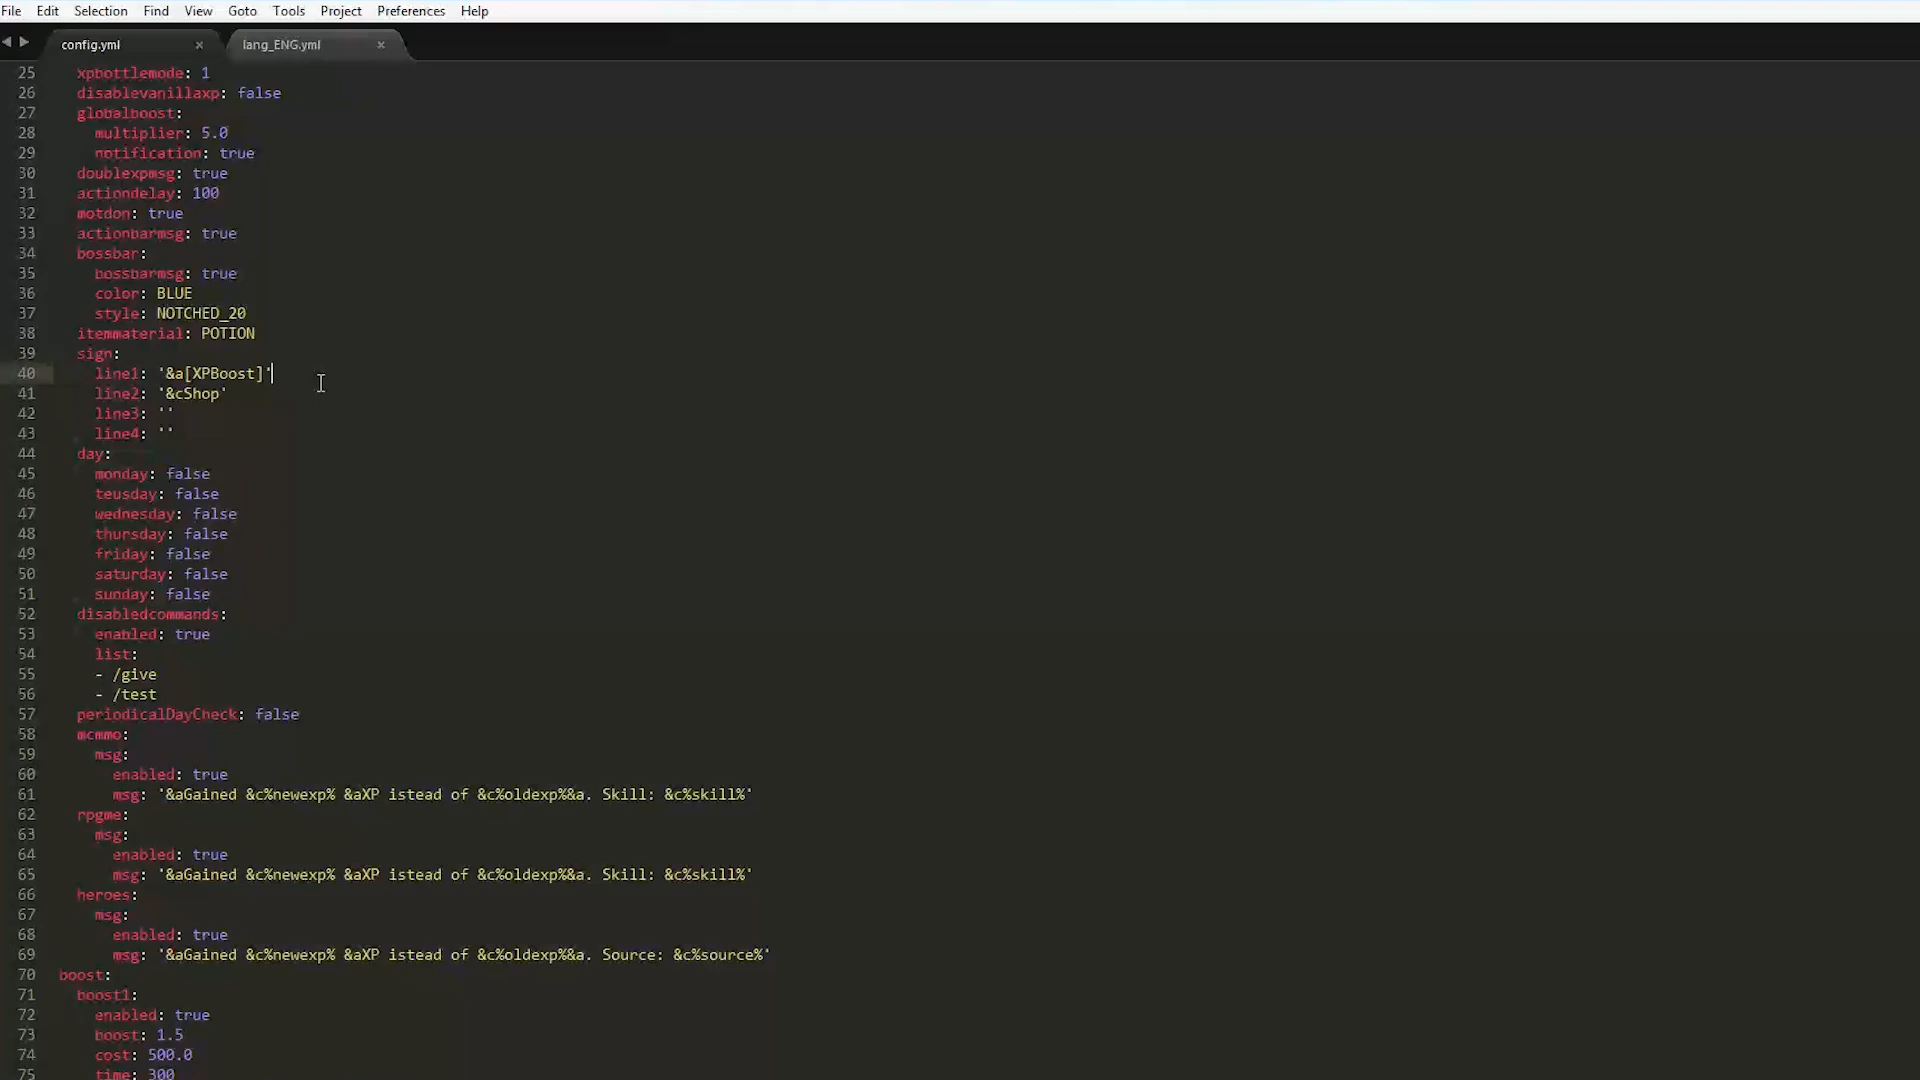 File Edit Selection Find View Goto Tools Project Preferences Help
config.yml × lang_ENG.yml ×
25 xpbottlemode: 1
26 disablevanillaxp: false
27 globalboost:
28 multiplier: 5.0
29 notification: true
30 doublexpmsg: true
31 actiondelay: 100
32 motdon: true
33 actionbarmsg: true
34 bossbar:
35 bossbarmsg: true
36 color: BLUE
37 style: NOTCHED_20
38 itemmaterial: POTION
39 sign:
40 line1: '&a[XPBoost]'
41 line2: '&cShop'
42 line3: ''
43 line4: ''
44 day:
45 monday: false
46 teusday: false
47 wednesday: false
48 thursday: false
49 friday: false
50 saturday: false
51 sunday: false
52 disabledcommands:
53 enabled: true
54 list:
55 - /give
56 - /test
57 periodicalDayCheck: false
58 mcmmo:
59 msg:
60 enabled: true
61 msg: '&aGained &c%newexp% &aXP istead of &c%oldexp%&a. Skill: &c%skill%'
62 rpgme:
63 msg:
64 enabled: true
65 msg: '&aGained &c%newexp% &aXP istead of &c%oldexp%&a. Skill: &c%skill%'
66 heroes:
67 msg:
68 enabled: true
69 msg: '&aGained &c%newexp% &aXP istead of &c%oldexp%&a. Source: &c%source%'
70 boost:
71 boost1:
72 enabled: true
73 boost: 1.5
74 cost: 500.0
75 time: 300